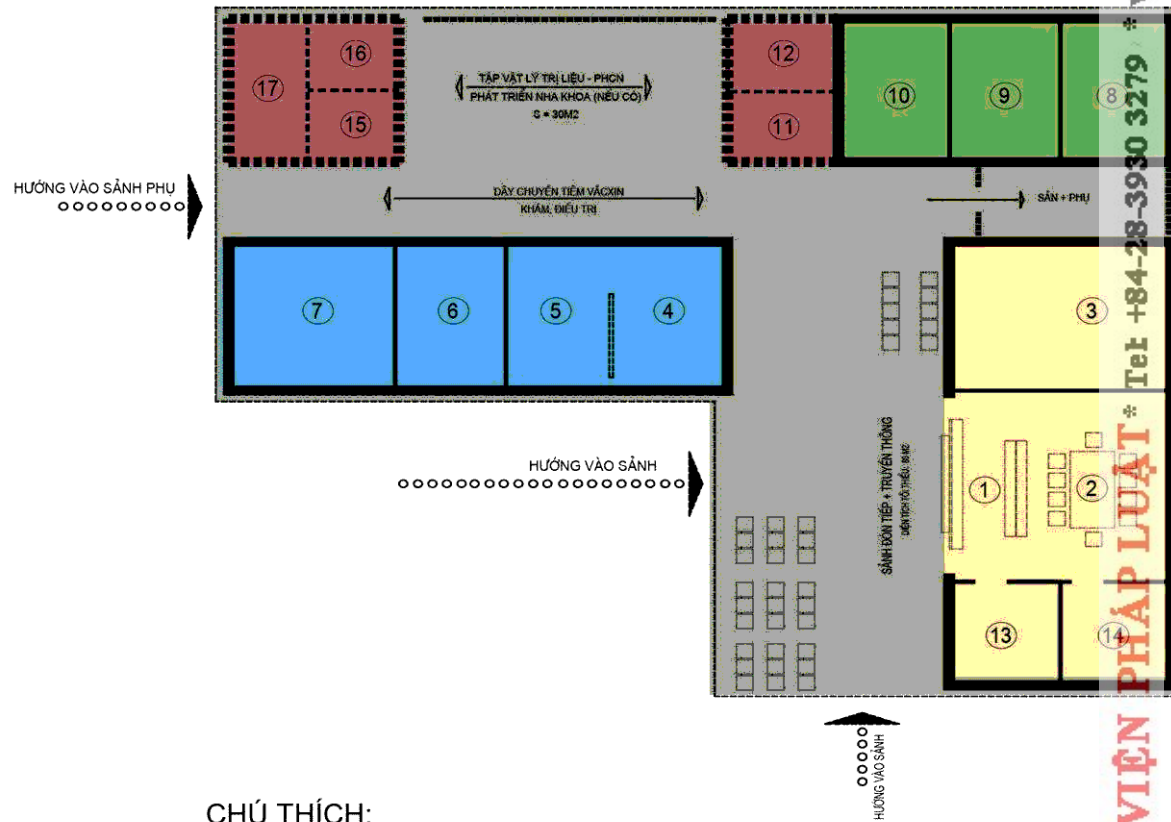 17
16
15
TẬP VẬT LÝ TRỊ LIỆU - PHCN
PHÁT TRIỂN NHA KHOA (NẾU CÓ)
S = 30M2
12
11
10
9
8
HƯỚNG VÀO SẢNH PHỤ
DÂY CHUYỀN TIÊM VẮCXIN
KHÁM, ĐIỀU TRỊ
SẢN + PHỤ
7
6
5
4
3
HƯỚNG VÀO SẢNH
SẢNH ĐÓN TIẾP + TRUYỀN THÔNG
1
2
13
14
HƯỚNG VÀO SẢNH
CHÚ THÍCH:
VIỆN PHÁP LUẬT * Tel: +84-28-3930 3279 *